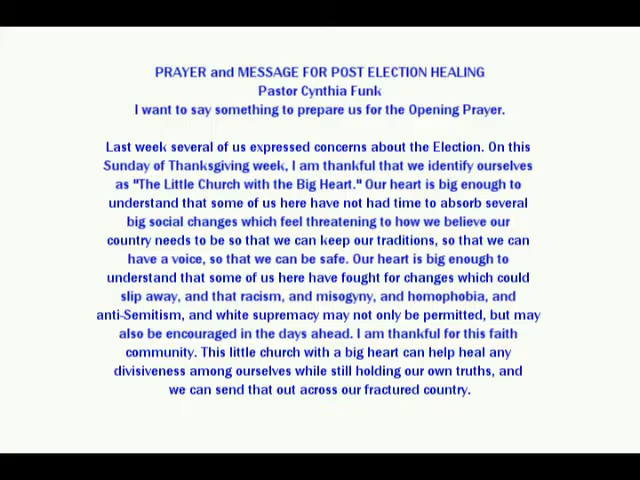 PRAYER and MESSAGE FOR POST ELECTION HEALING
Pastor Cynthia Funk
I want to say something to prepare us for the Opening Prayer.
Last week several of us expressed concerns about the Election. On this
Sunday of Thanksgiving week, I am thankful that we identify ourselves
as "The Little Church with the Big Heart." Our heart is big enough to
understand that some of us here have not had time to absorb several
big social changes which feel threatening to how we believe our
country needs to be so that we can keep our traditions, so that we can
have a voice, so that we can be safe. Our heart is big enough to
understand that some of us here have fought for changes which could
slip away, and that racism, and misogyny, and homophobia, and
anti-Semitism, and white supremacy may not only be permitted, but may
also be encouraged in the days ahead. I am thankful for this faith
community. This little church with a big heart can help heal any
divisiveness among ourselves while still holding our own truths, and
we can send that out across our fractured country.